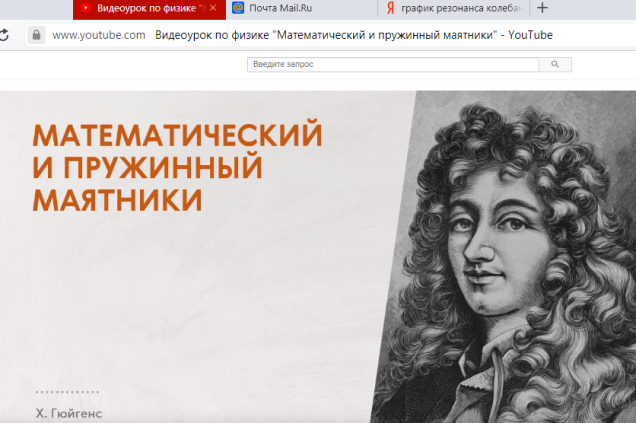 Видеоурок по физике "
Почта Mail.Ru
график резонанса колебан
www.youtube.com Видеоурок по физике "Математический и пружинный маятники" - YouTube
Введите запрос
МАТЕМАТИЧЕСКИЙ
И ПРУЖИННЫЙ
МАЯТНИКИ
Х. Гюйгенс